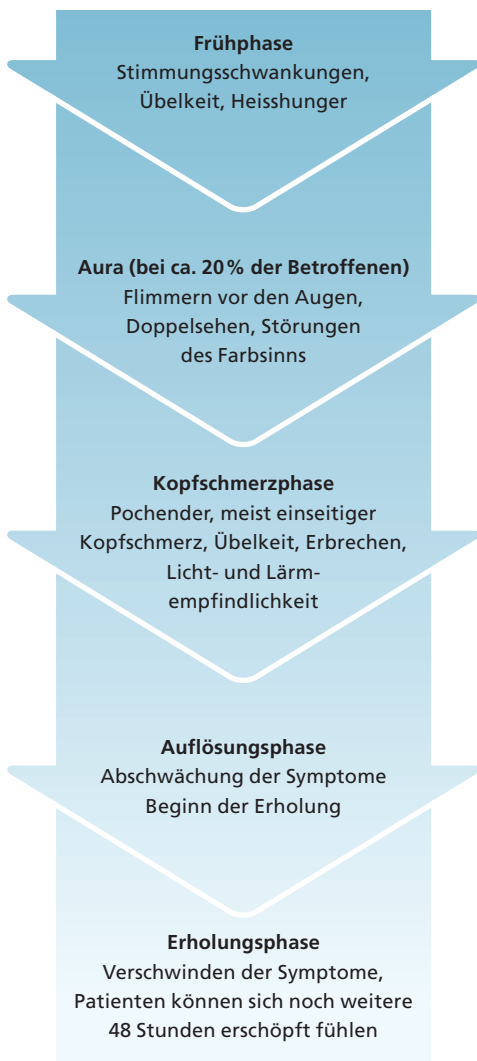 Frühphase
Stimmungsschwankungen,
Übelkeit, Heisshunger
Aura (bei ca. 20% der Betroffenen)
Flimmern vor den Augen,
Doppelsehen, Störungen
des Farbsinns
Kopfschmerzphase
Pochender, meist einseitiger
Kopfschmerz, Übelkeit, Erbrechen,
Licht- und Lärm-
empfindlichkeit
Auflösungsphase
Abschwächung der Symptome
Beginn der Erholung
Erholungsphase
Verschwinden der Symptome,
Patienten können sich noch weitere
48 Stunden erschöpft fühlen